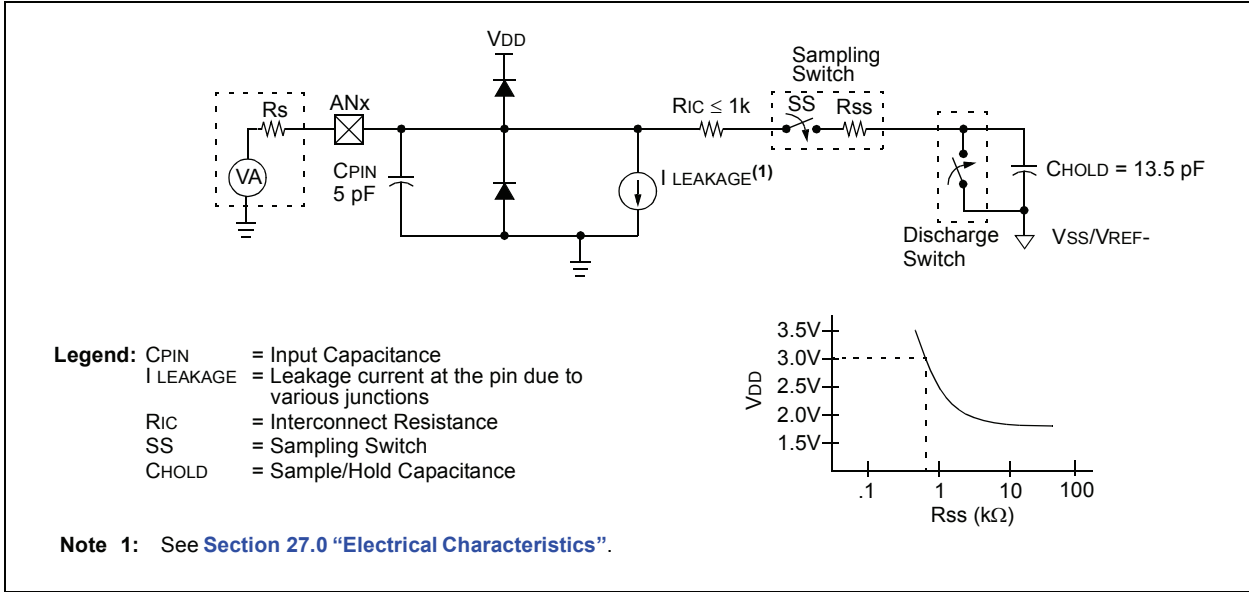 VDD
Sampling
Switch
Rs
ANx
RIC ≤ 1k
SS
Rss
VA
CPIN
5 pF
I LEAKAGE(1)
CHOLD = 13.5 pF
Discharge
Switch
VSS/VREF-
Legend: CPIN = Input Capacitance
I LEAKAGE = Leakage current at the pin due to
various junctions
RIC = Interconnect Resistance
SS = Sampling Switch
CHOLD = Sample/Hold Capacitance
VDD
3.5V
3.0V
2.5V
2.0V
1.5V
.1 1 10 100
Rss (kΩ)
Note 1: See Section 27.0 “Electrical Characteristics”.